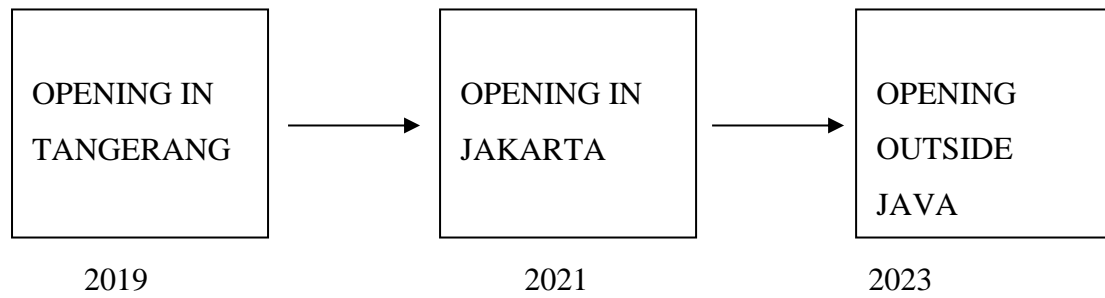 OPENING IN
TANGERANG
OPENING IN
JAKARTA
OPENING
OUTSIDE
JAVA
2019
2021
2023